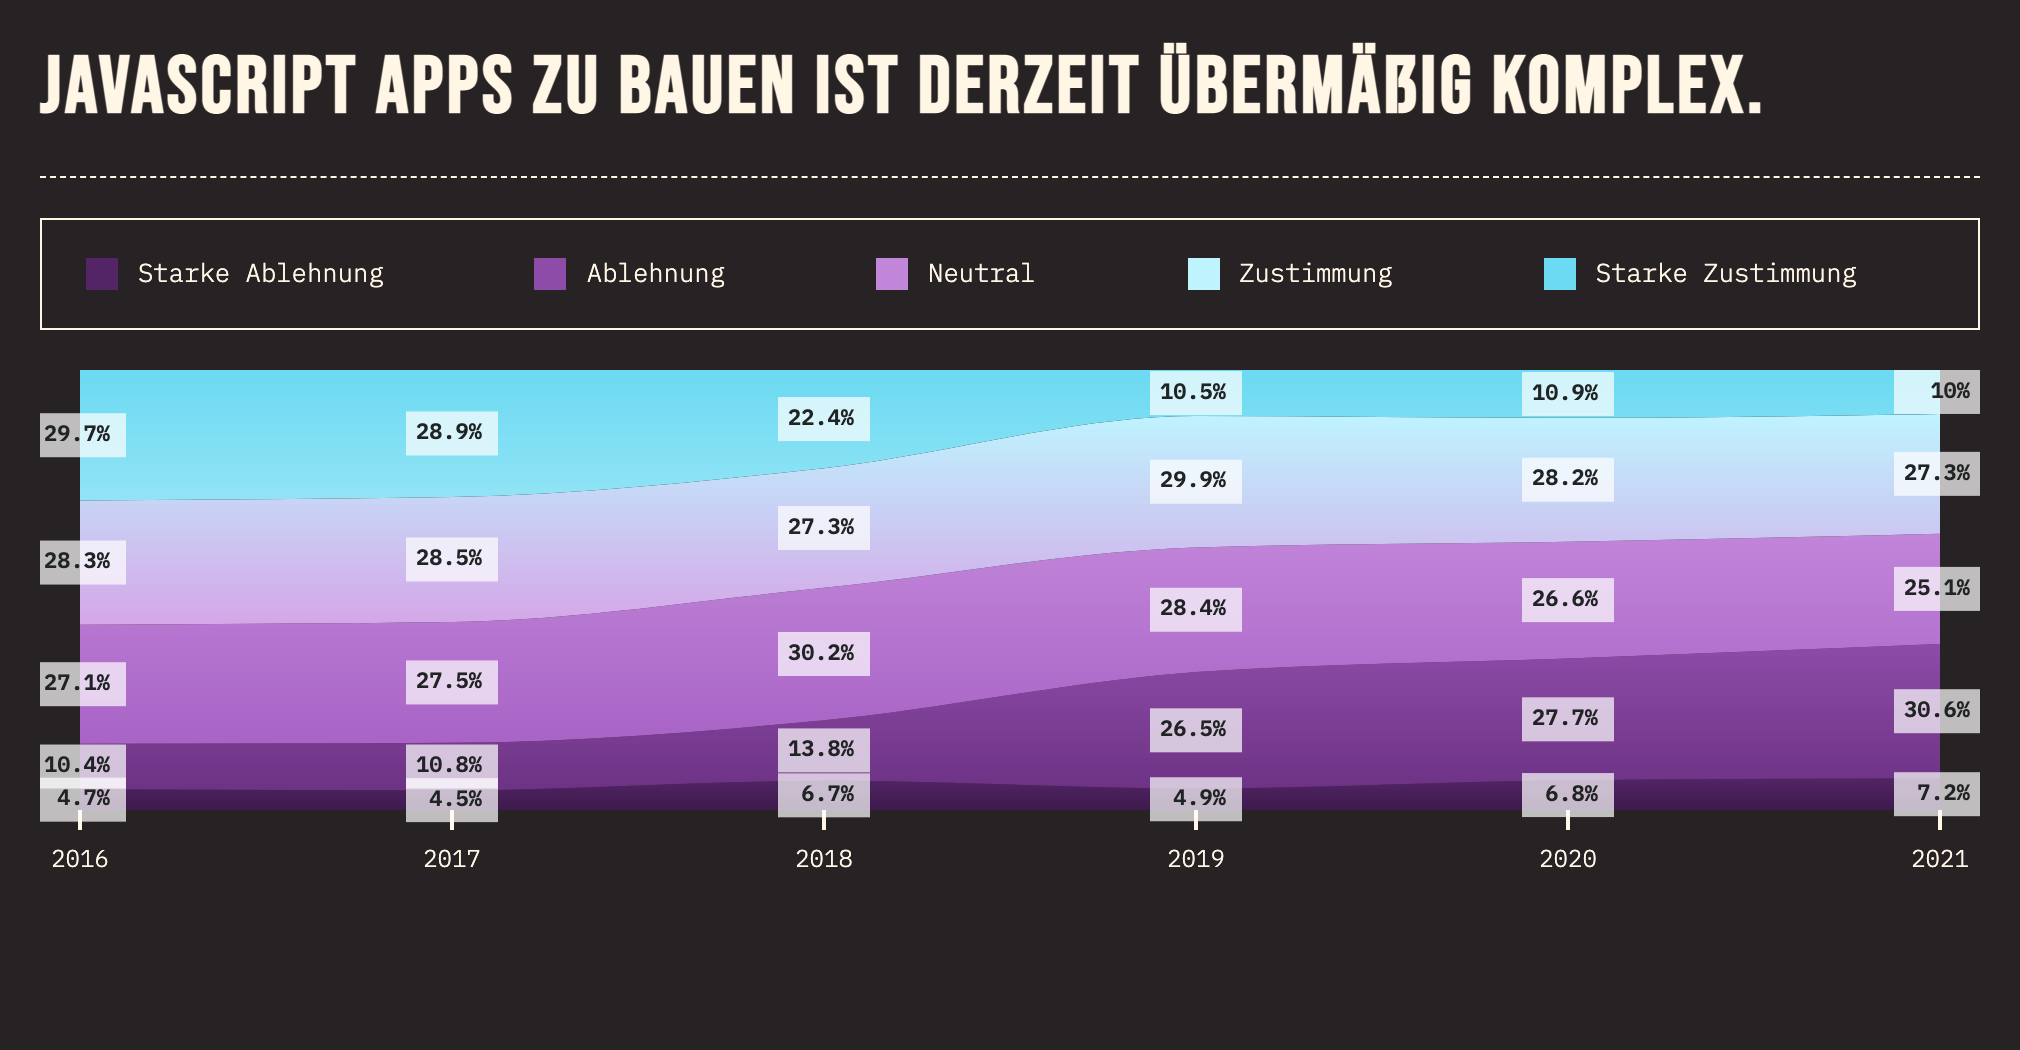 JAVASCRIPT APPS ZU BAUEN IST DERZEIT ÜBERMÄßIG KOMPLEX.
Starke Ablehnung Ablehnung Neutral Zustimmung Starke Zustimmung
29.7% 28.9% 22.4% 10.5% 10.9% 10%
28.3% 28.5% 27.3% 29.9% 28.2% 27.3%
27.1% 27.5% 30.2% 28.4% 26.6% 25.1%
10.4% 10.8% 13.8% 26.5% 27.7% 30.6%
4.7% 4.5% 6.7% 4.9% 6.8% 7.2%
2016 2017 2018 2019 2020 2021